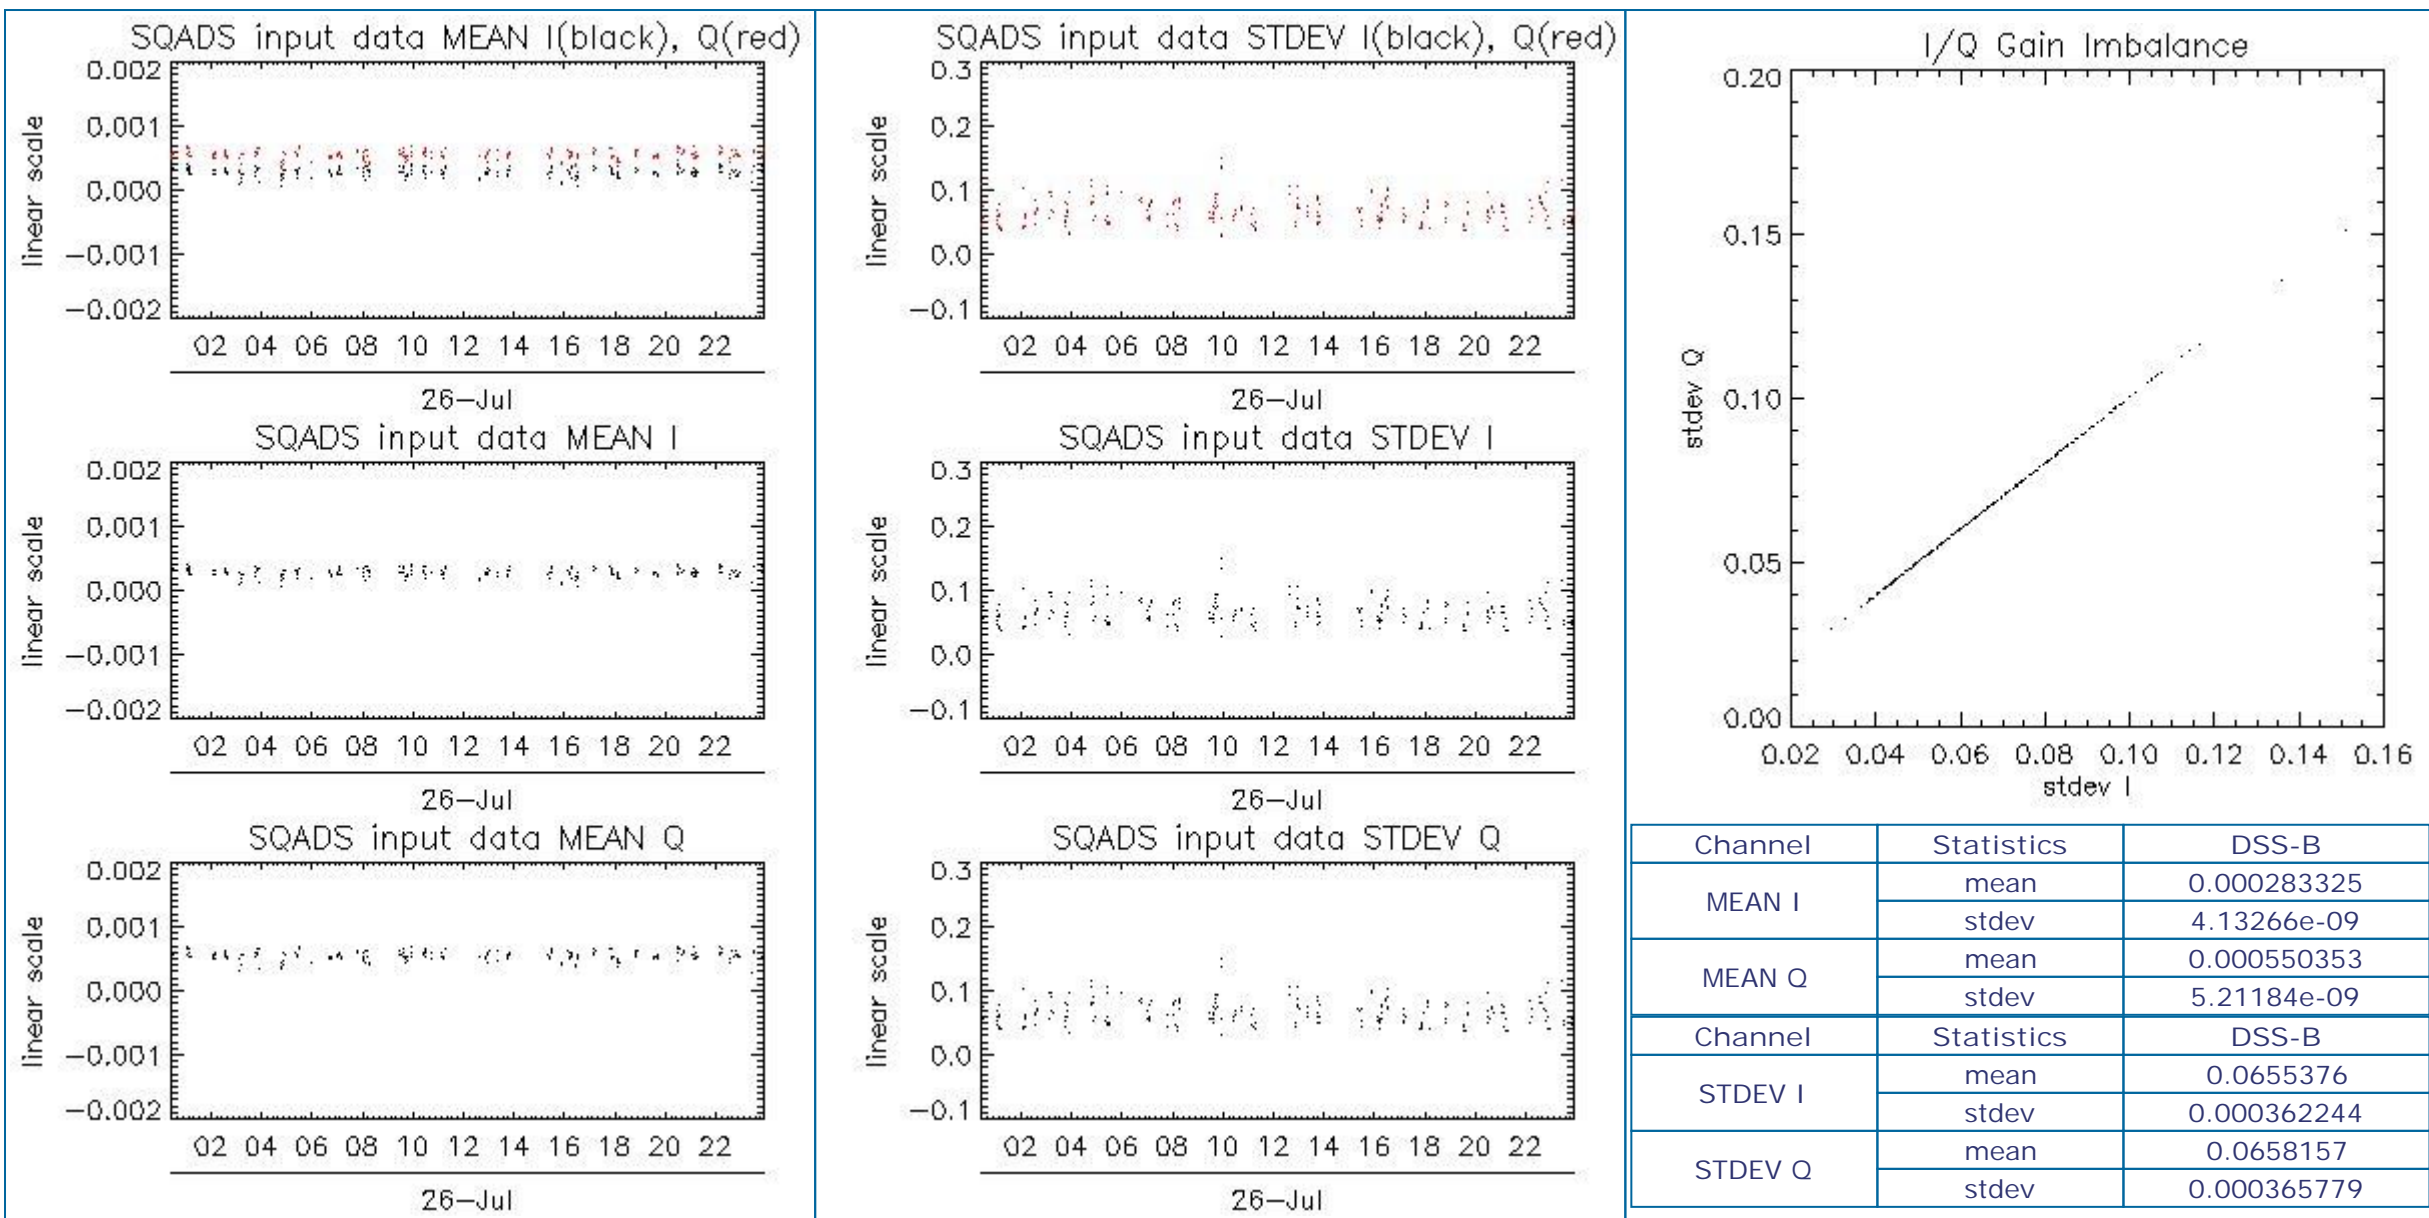 SQADS input data MEAN I(black), Q(red)
0.002
0.001
0.000
−0.001
−0.002
linear scale
02 04 06 08 10 12 14 16 18 20 22
26−Jul
SQADS input data MEAN I
0.002
0.001
0.000
−0.001
−0.002
linear scale
02 04 06 08 10 12 14 16 18 20 22
26−Jul
SQADS input data MEAN Q
0.002
0.001
0.000
−0.001
−0.002
linear scale
02 04 06 08 10 12 14 16 18 20 22
26−Jul
SQADS input data STDEV I(black), Q(red)
0.3
0.2
0.1
0.0
−0.1
linear scale
02 04 06 08 10 12 14 16 18 20 22
26−Jul
SQADS input data STDEV I
0.3
0.2
0.1
0.0
−0.1
linear scale
02 04 06 08 10 12 14 16 18 20 22
26−Jul
SQADS input data STDEV Q
0.3
0.2
0.1
0.0
−0.1
linear scale
02 04 06 08 10 12 14 16 18 20 22
26−Jul
I/Q Gain Imbalance
0.20
0.15
0.10
0.05
0.00
stdev Q
0.02 0.04 0.06 0.08 0.10 0.12 0.14 0.16
stdev I
Channel Statistics DSS-B
MEAN I mean 0.000283325
stdev 4.13266e-09
MEAN Q mean 0.000550353
stdev 5.21184e-09
Channel Statistics DSS-B
STDEV I mean 0.0655376
stdev 0.000362244
STDEV Q mean 0.0658157
stdev 0.000365779